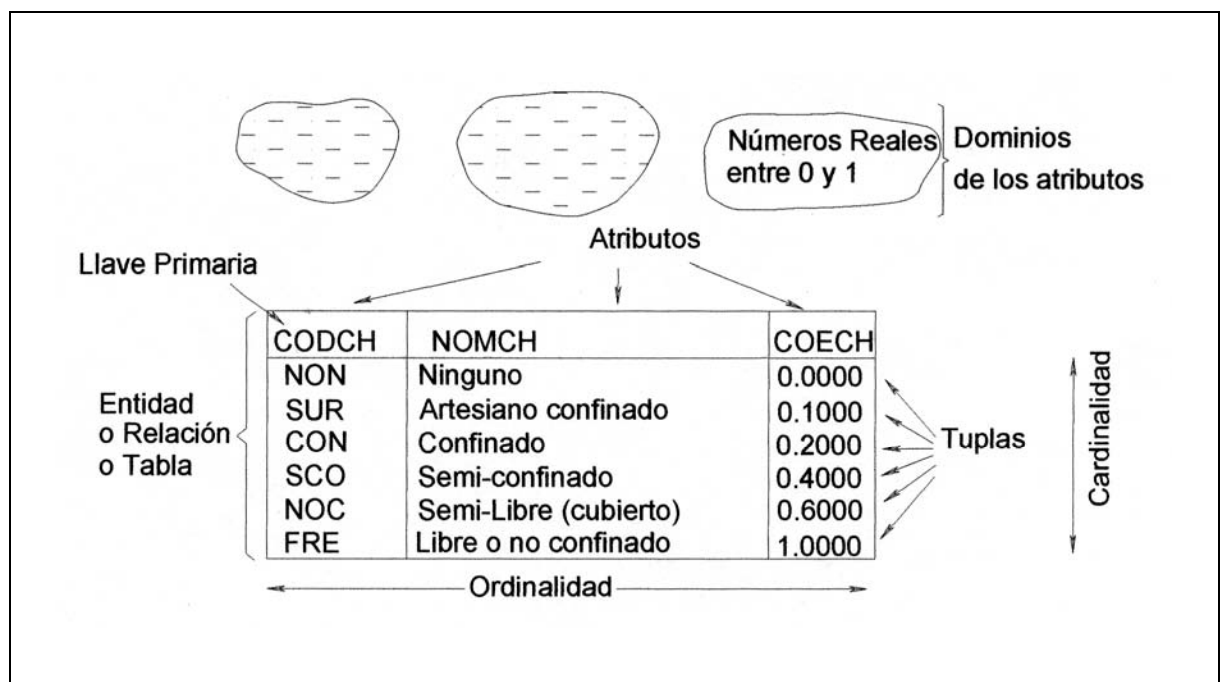 Números Reales
entre 0 y 1
Dominios
de los atributos
Atributos
Llave Primaria
CODCH NOMCH COECH
NON Ninguno 0.0000
SUR Artesiano confinado 0.1000
CON Confinado 0.2000
SCO Semi-confinado 0.4000
NOC Semi-Libre (cubierto) 0.6000
FRE Libre o no confinado 1.0000
Entidad
o Relación
o Tabla
Tuplas
Cardinalidad
Ordinalidad